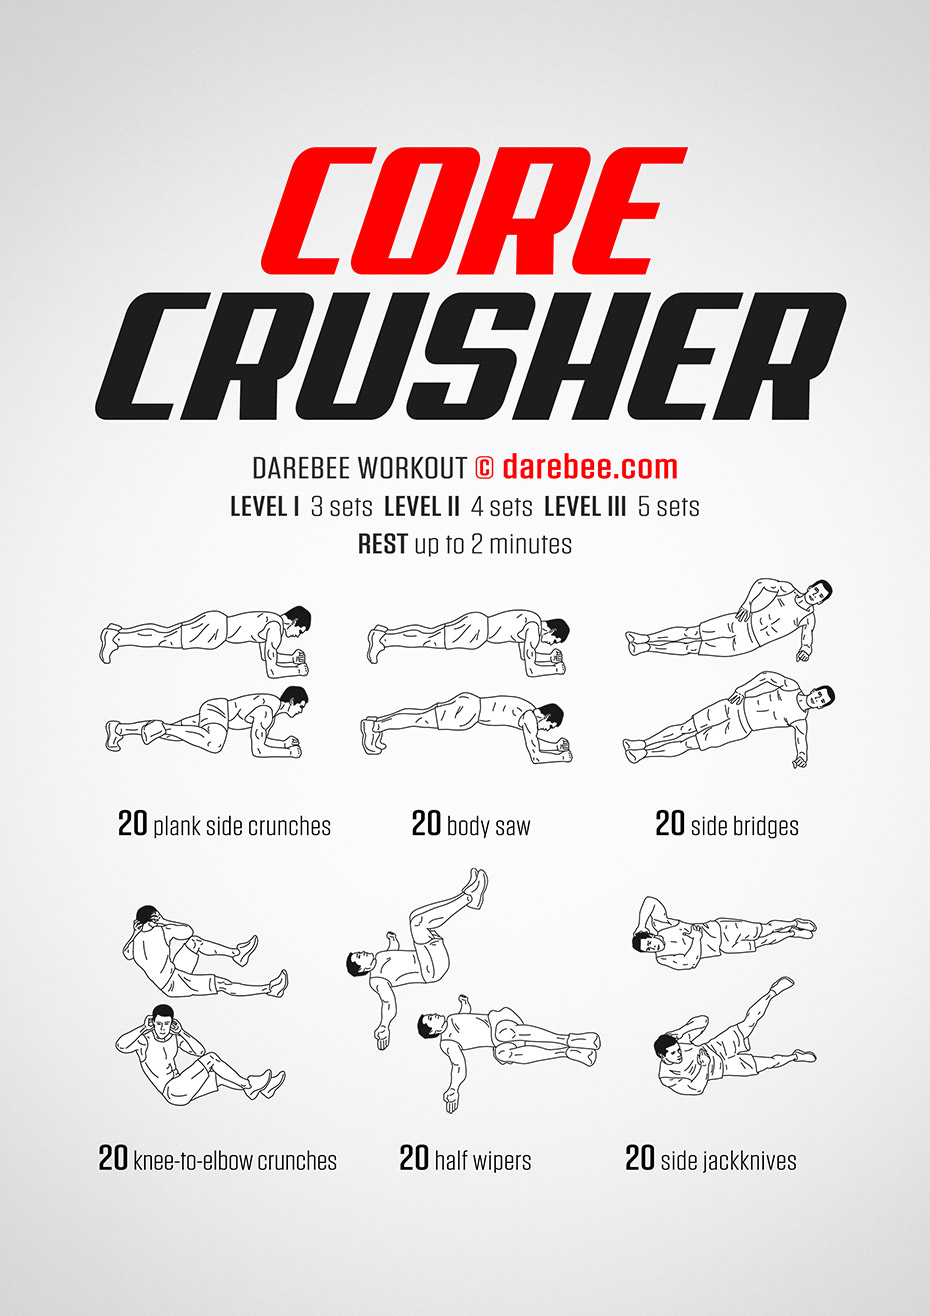 CORE
CRUSHER
DAREBEE WORKOUT © darebee.com
LEVEL I 3 sets LEVEL II 4 sets LEVEL III 5 sets
REST up to 2 minutes
20 plank side crunches
20 body saw
20 side bridges
20 knee-to-elbow crunches
20 half wipers
20 side jackknives